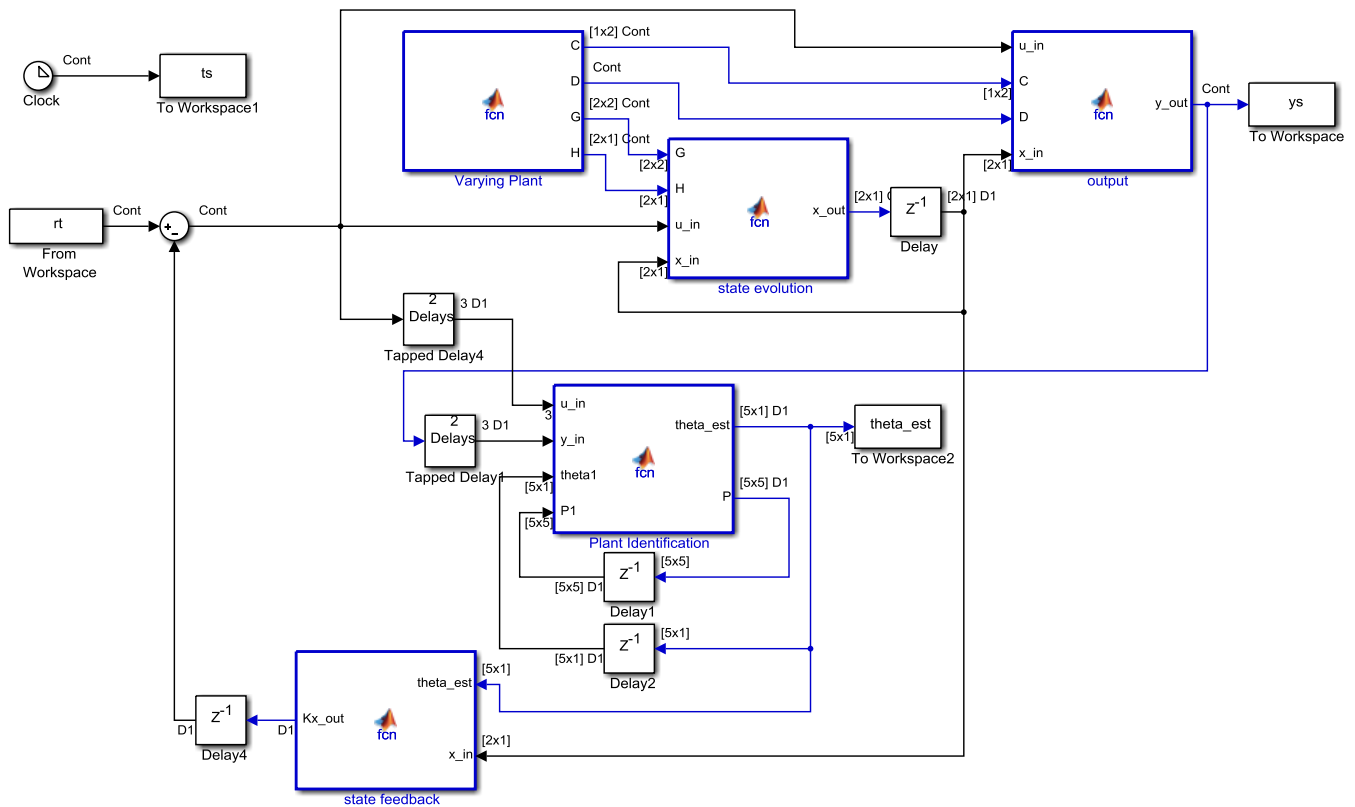 Cont
ts
Clock
To Workspace1
C
D
G
H
fcn
Varying Plant
[1x2] Cont
Cont
[2x2] Cont
[2x1] Cont
u_in
C
[1x2]
D
x_in
[2x1]
fcn
y_out
output
Cont
ys
To Workspace
G
[2x2]
H
[2x1]
u_in
x_in
[2x1]
fcn
x_out
state evolution
[2x1]
Z-1
Delay
[2x1] D1
rt
From
Workspace
Cont
+
-
Cont
2
Delays
3 D1
Tapped Delay4
2
Delays
3 D1
Tapped Delay1
u_in
3
y_in
theta1
[5x1]
P1
[5x5]
fcn
theta_est
P
Plant Identification
[5x1] D1
[5x1]
theta_est
To Workspace2
[5x5] D1
[5x5]
Z-1
[5x5] D1
Delay1
[5x1]
Z-1
[5x1] D1
Delay2
theta_est
[5x1]
Kx_out
fcn
x_in
[2x1]
state feedback
D1
Z-1
D1
Delay4